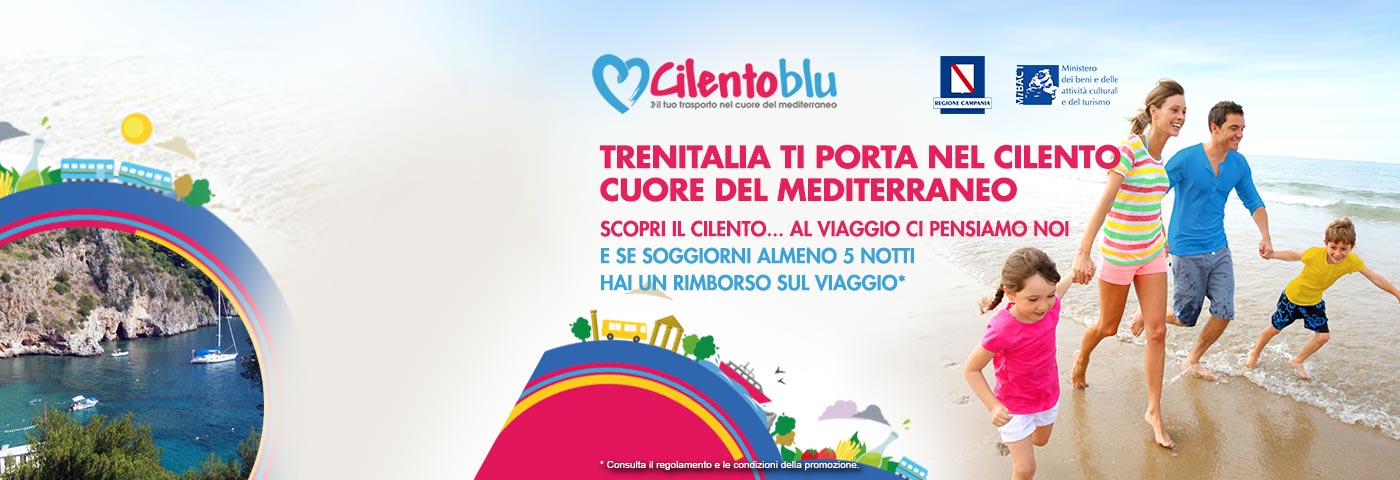 Cilentoblu
il tuo trasporto nel cuore del mediterraneo
REGIONE CAMPANIA
MiBACT
Ministero
dei beni e delle
attività culturali
e del turismo
TRENITALIA TI PORTA NEL CILENTO
CUORE DEL MEDITERRANEO
SCOPRI IL CILENTO... AL VIAGGIO CI PENSIAMO NOI
E SE SOGGIORNI ALMENO 5 NOTTI
HAI UN RIMBORSO SUL VIAGGIO*
* Consulta il regolamento e le condizioni della promozione.